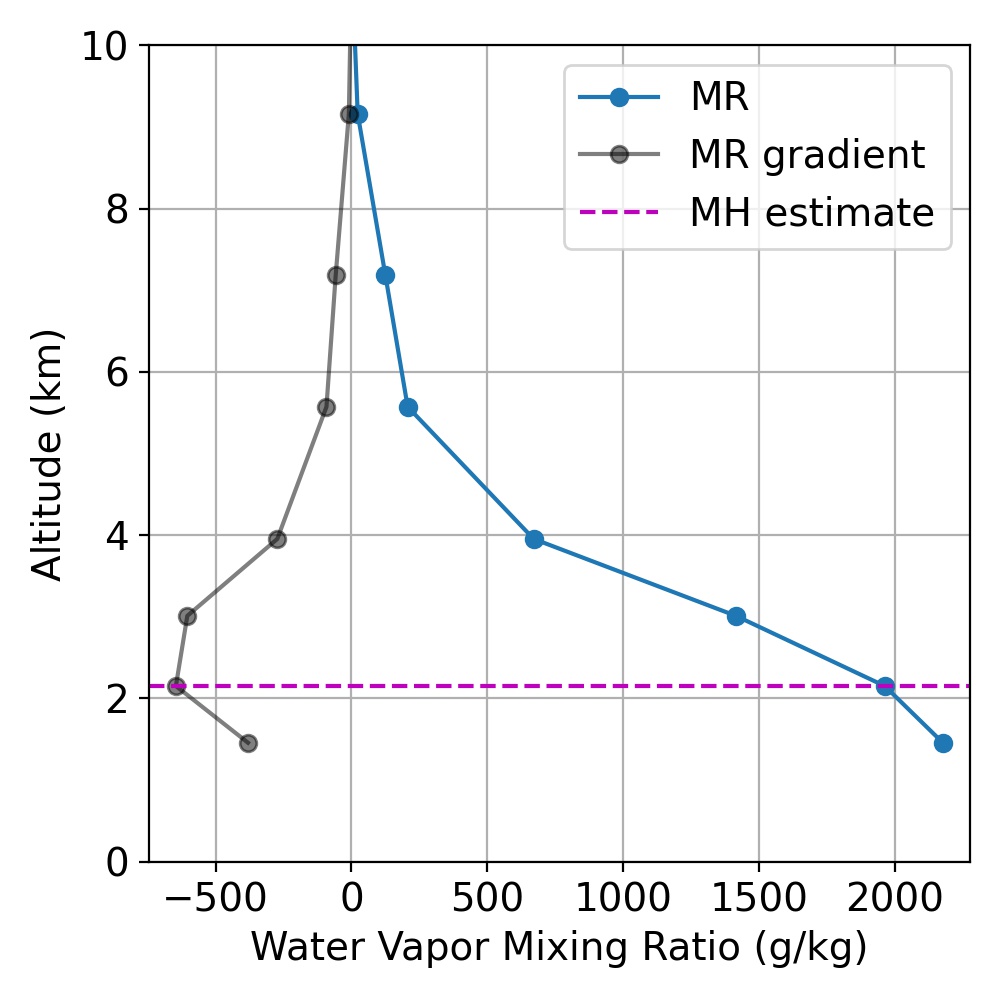 10
8
6
4
2
0
Altitude (km)
MR
MR gradient
MH estimate
−500 0 500 1000 1500 2000
Water Vapor Mixing Ratio (g/kg)